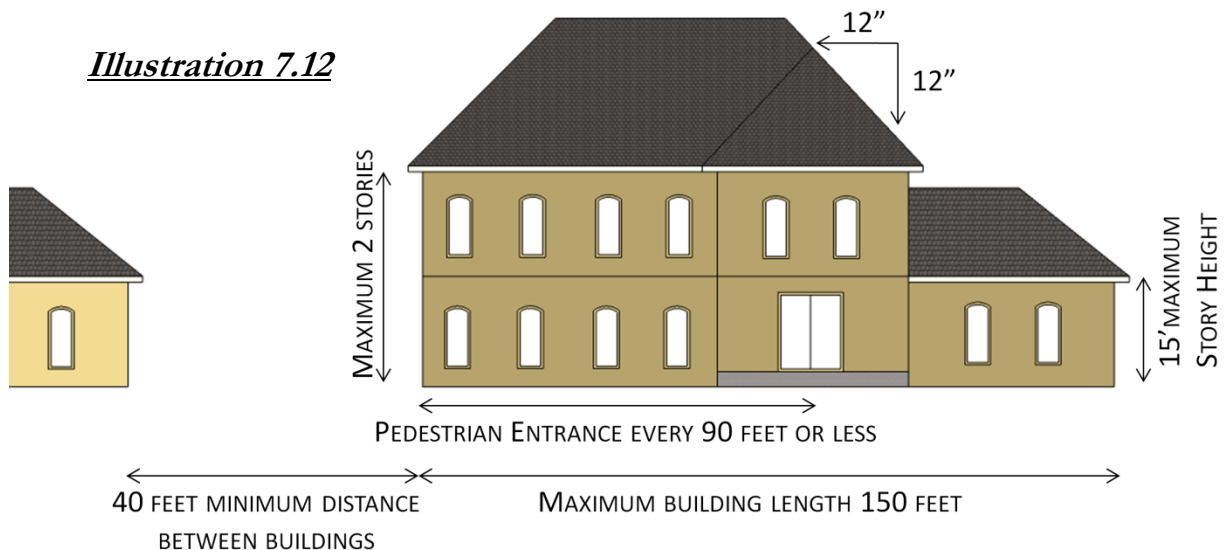 Illustration 7.12
12”
12”
MAXIMUM 2 STORIES
15’MAXIMUM
STORY HEIGHT
PEDESTRIAN ENTRANCE EVERY 90 FEET OR LESS
40 FEET MINIMUM DISTANCE
BETWEEN BUILDINGS
MAXIMUM BUILDING LENGTH 150 FEET